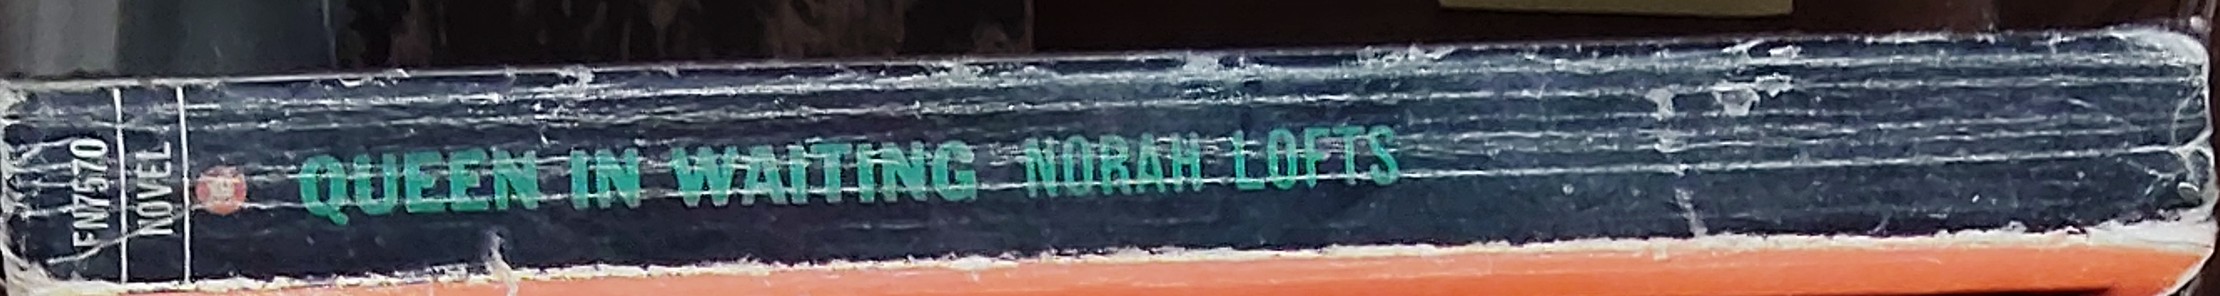 FN7570
NOVEL
QUEEN IN WAITING NORAH LOFTS